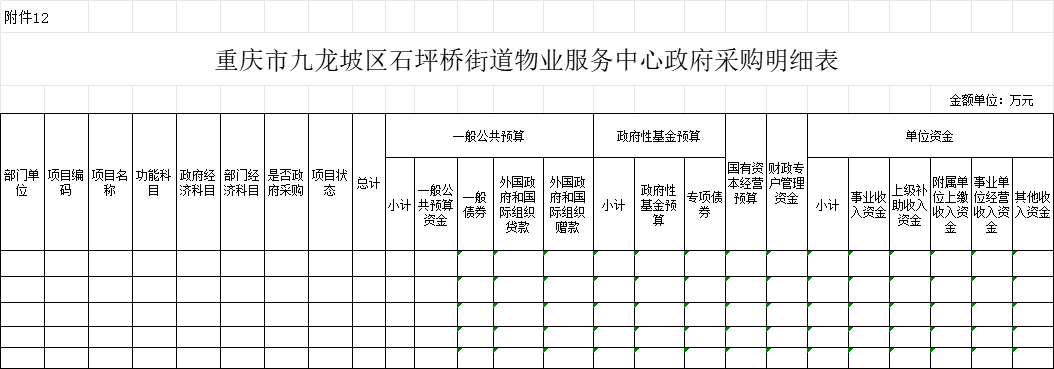 附件12
重庆市九龙坡区石坪桥街道物业服务中心政府采购明细表
金额单位：万元
部门单位
项目编码
项目名称
功能科目
政府经济科目
部门经济科目
是否政府采购
项目状态
总计
一般公共预算
小计
一般公共预算资金
一般债券
外国政府和国际组织贷款
外国政府和国际组织赠款
政府性基金预算
小计
政府性基金预算
专项债券
国有资本经营预算
财政专户管理资金
单位资金
小计
事业收入资金
上级补助收入资金
附属单位上缴收入资金
事业单位经营收入资金
其他收入资金